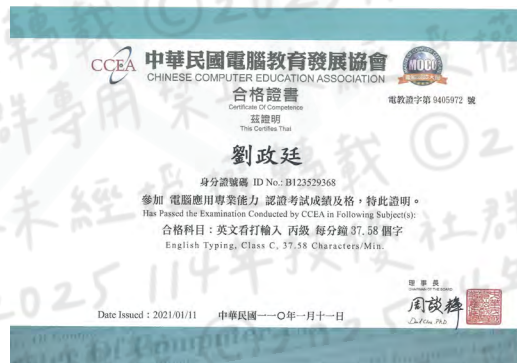 CCEA 中華民國電腦教育發展協會 MOCC
CHINESE COMPUTER EDUCATION ASSOCIATION
合格證書
Certificate Of Competence
電教證字第 9405972 號
茲證明
This Certifies That
劉政廷
身分證號碼 ID No.: B123529368
參加 電腦應用專業能力 認證考試成績及格，特此證明。
Has Passed the Examination Conducted by CCEA in Following Subject(s):
合格科目：英文看打輸入 丙級 每分鐘 37.58 個字
English Typing, Class C, 37.58 Characters/Min.
理事長
Date Issued：2021/01/11 中華民國一一〇年一月十一日